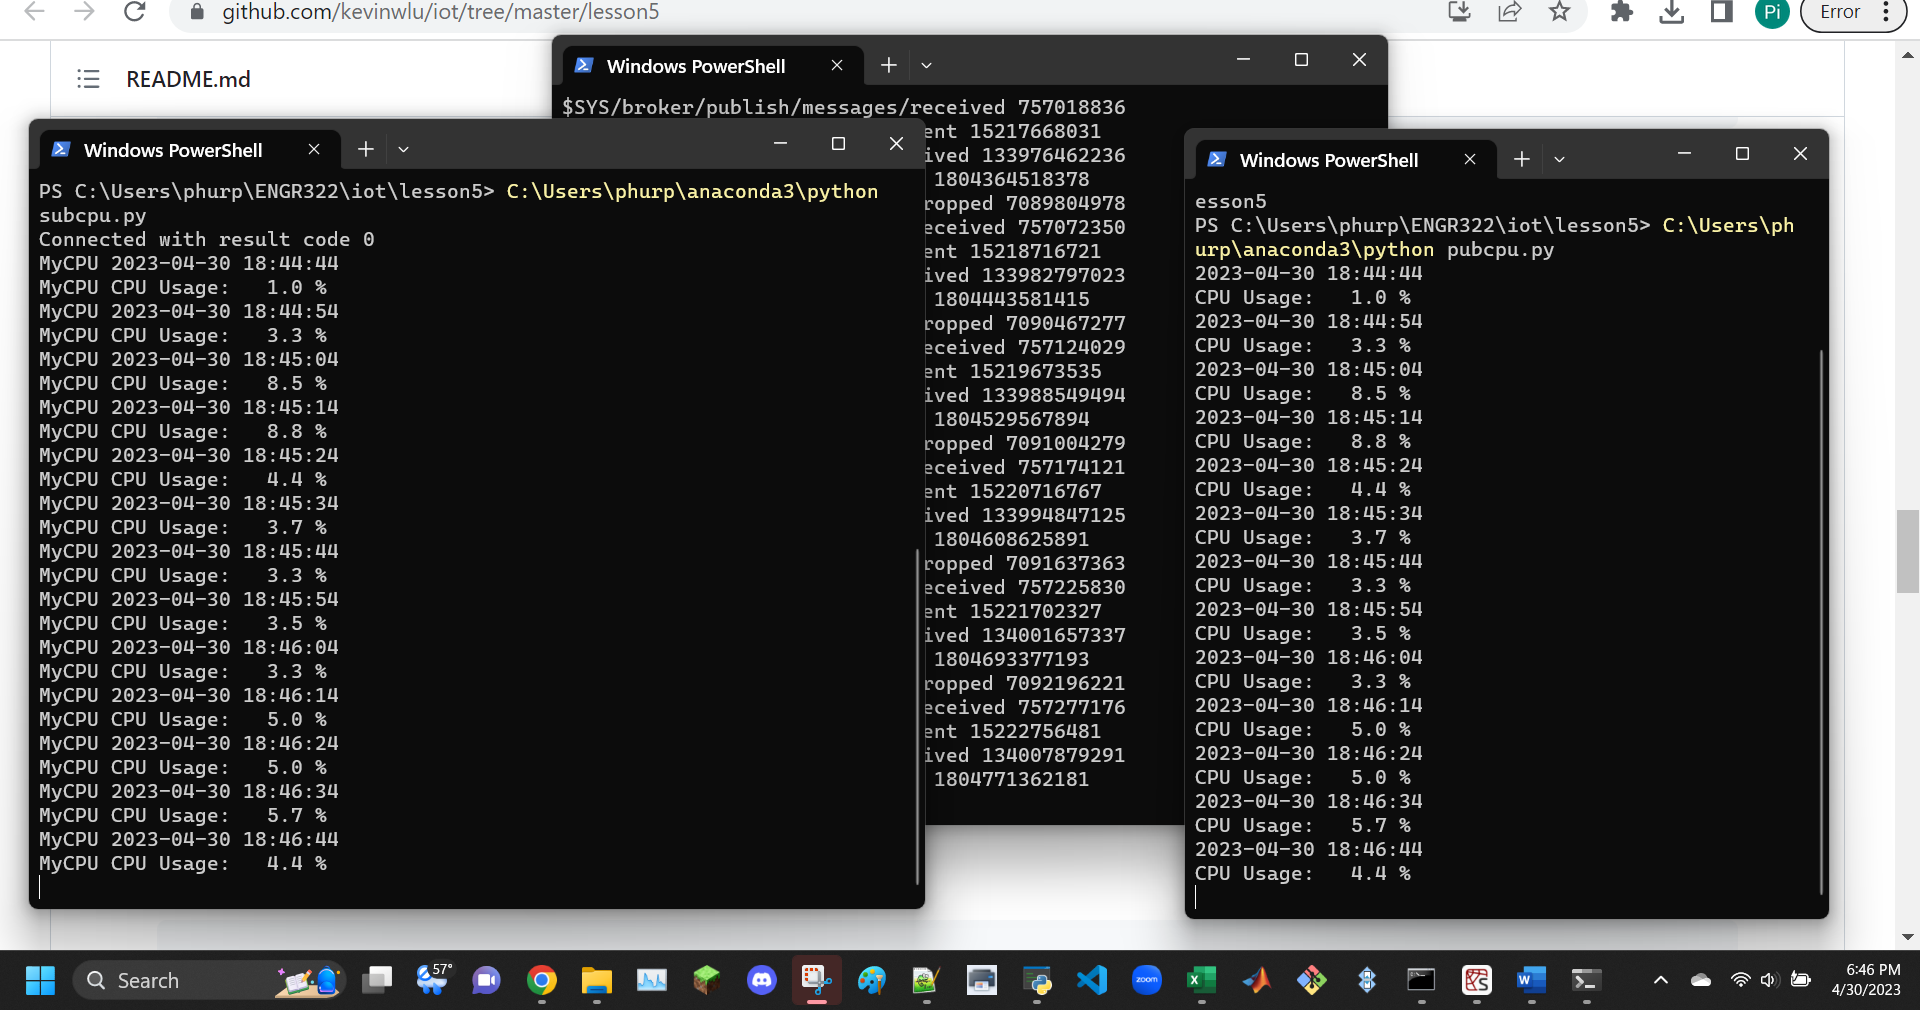 github.com/kevinwlu/iot/tree/master/lesson5
Pi
Error
README.md
Windows PowerShell
$SYS/broker/publish/messages/received 757018836
ent 15217668031
ived 133976462236
1804364518378
ropped 7089804978
eceived 757072350
ent 15218716721
ived 133982797023
1804443581415
ropped 7090467277
eceived 757124029
ent 15219673535
ived 133988549494
1804529567894
ropped 7091004279
eceived 757174121
ent 15220716767
ived 133994847125
1804608625891
ropped 7091637363
eceived 757225830
ent 15221702327
ived 134001657337
1804693377193
ropped 7092196221
eceived 757277176
ent 15222756481
ived 134007879291
1804771362181
Windows PowerShell
PS C:\Users\phurp\ENGR322\iot\lesson5> C:\Users\phurp\anaconda3\python
subcpu.py
Connected with result code 0
MyCPU 2023-04-30 18:44:44
MyCPU CPU Usage:   1.0 %
MyCPU 2023-04-30 18:44:54
MyCPU CPU Usage:   3.3 %
MyCPU 2023-04-30 18:45:04
MyCPU CPU Usage:   8.5 %
MyCPU 2023-04-30 18:45:14
MyCPU CPU Usage:   8.8 %
MyCPU 2023-04-30 18:45:24
MyCPU CPU Usage:   4.4 %
MyCPU 2023-04-30 18:45:34
MyCPU CPU Usage:   3.7 %
MyCPU 2023-04-30 18:45:44
MyCPU CPU Usage:   3.3 %
MyCPU 2023-04-30 18:45:54
MyCPU CPU Usage:   3.5 %
MyCPU 2023-04-30 18:46:04
MyCPU CPU Usage:   3.3 %
MyCPU 2023-04-30 18:46:14
MyCPU CPU Usage:   5.0 %
MyCPU 2023-04-30 18:46:24
MyCPU CPU Usage:   5.0 %
MyCPU 2023-04-30 18:46:34
MyCPU CPU Usage:   5.7 %
MyCPU 2023-04-30 18:46:44
MyCPU CPU Usage:   4.4 %
Windows PowerShell
esson5
PS C:\Users\phurp\ENGR322\iot\lesson5> C:\Users\ph
urp\anaconda3\python pubcpu.py
2023-04-30 18:44:44
CPU Usage:   1.0 %
2023-04-30 18:44:54
CPU Usage:   3.3 %
2023-04-30 18:45:04
CPU Usage:   8.5 %
2023-04-30 18:45:14
CPU Usage:   8.8 %
2023-04-30 18:45:24
CPU Usage:   4.4 %
2023-04-30 18:45:34
CPU Usage:   3.7 %
2023-04-30 18:45:44
CPU Usage:   3.3 %
2023-04-30 18:45:54
CPU Usage:   3.5 %
2023-04-30 18:46:04
CPU Usage:   3.3 %
2023-04-30 18:46:14
CPU Usage:   5.0 %
2023-04-30 18:46:24
CPU Usage:   5.0 %
2023-04-30 18:46:34
CPU Usage:   5.7 %
2023-04-30 18:46:44
CPU Usage:   4.4 %
Search
57°
zoom
6:46 PM
4/30/2023